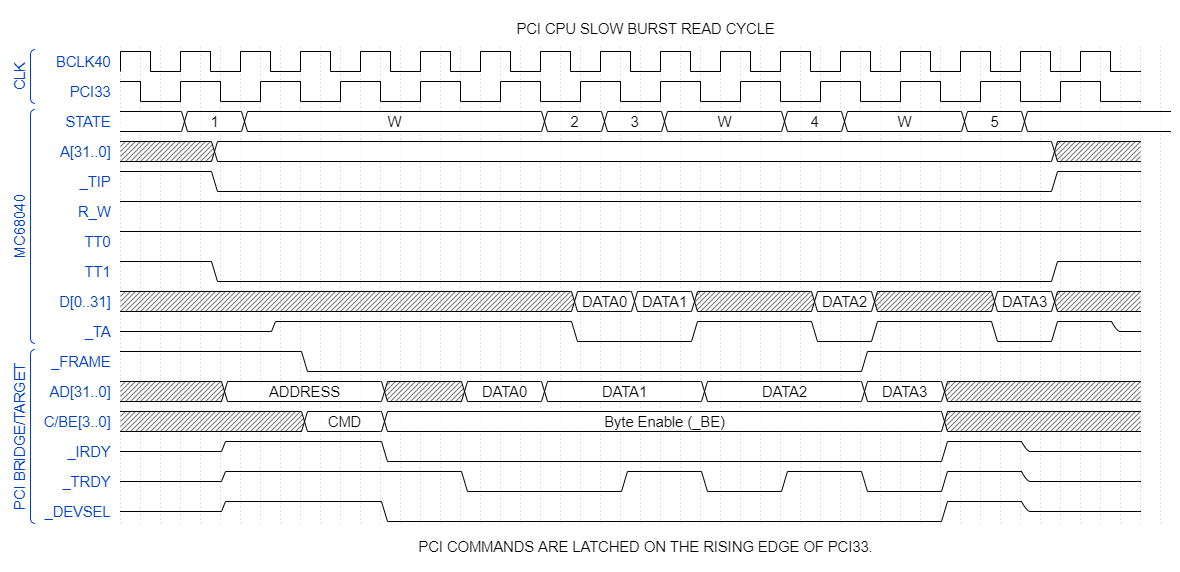 PCI CPU SLOW BURST READ CYCLE
CLK
BCLK40
PCI33
MC68040
STATE 1 W 2 3 W 4 W 5
A[31..0]
_TIP
R_W
TT0
TT1
D[0..31] DATA0 DATA1 DATA2 DATA3
_TA
PCI BRIDGE/TARGET
_FRAME
AD[31..0] ADDRESS DATA0 DATA1 DATA2 DATA3
C/BE[3..0] CMD Byte Enable (_BE)
_IRDY
_TRDY
_DEVSEL
PCI COMMANDS ARE LATCHED ON THE RISING EDGE OF PCI33.